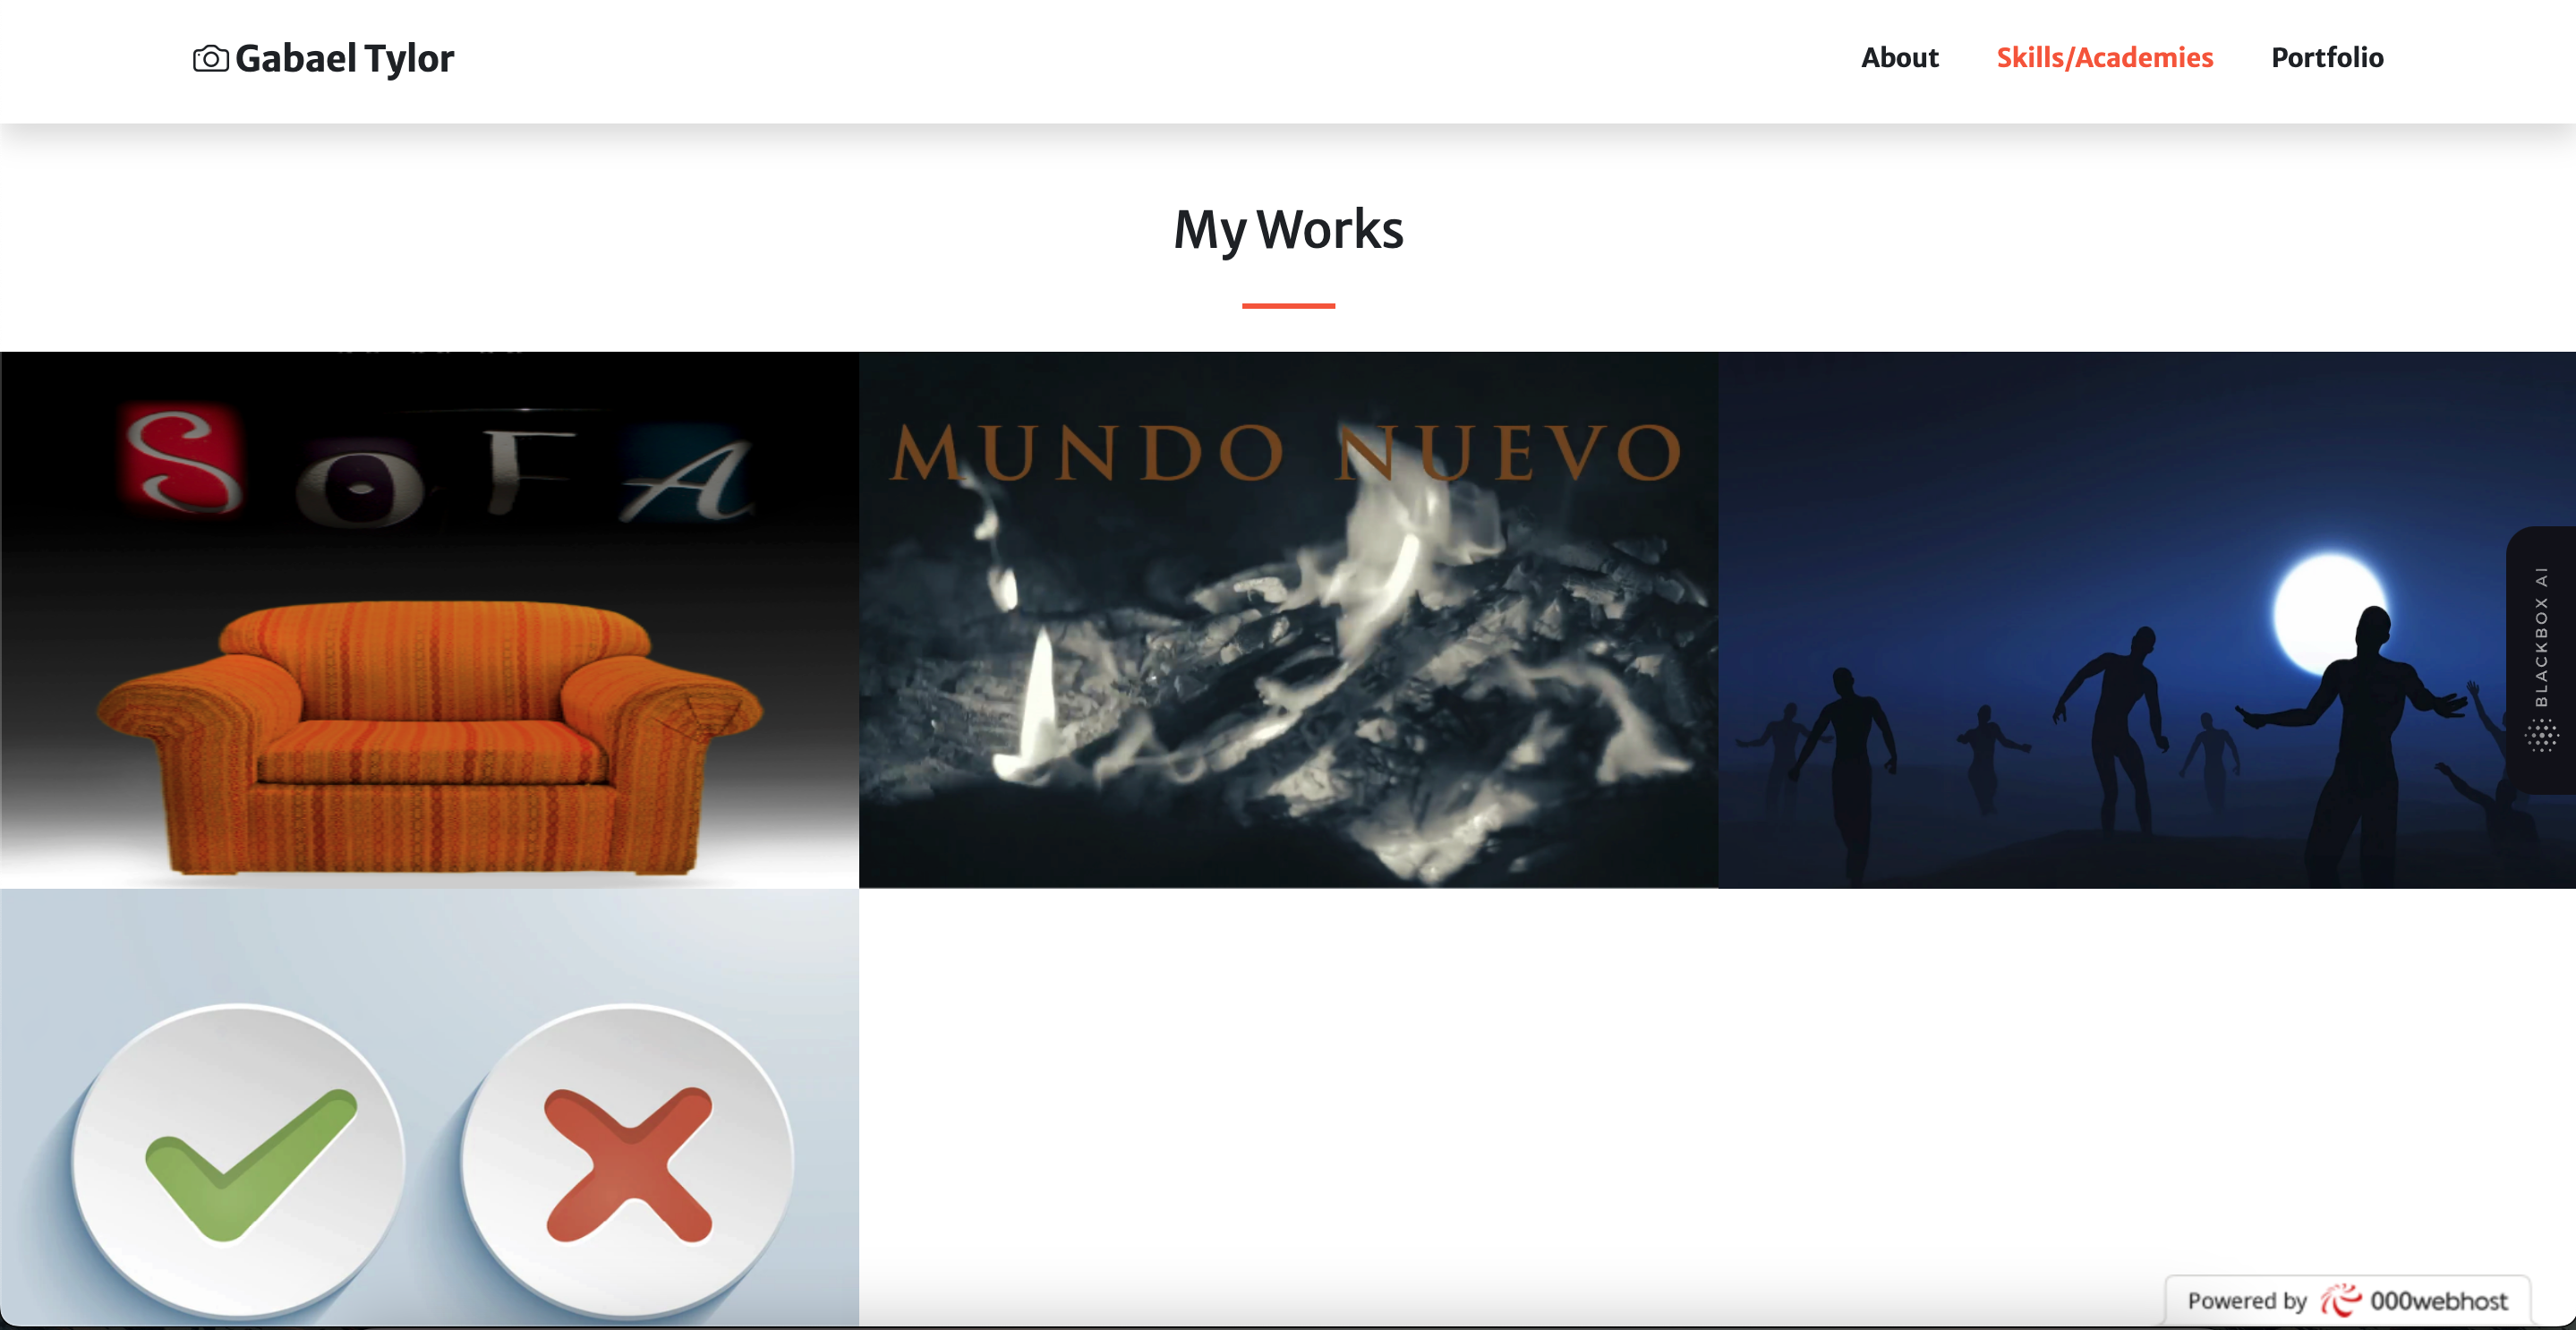 Gabael Tylor
About Skills/Academies Portfolio
My Works
SOFA
MUNDO NUEVO
BLACKBOX AI
Powered by 000webhost